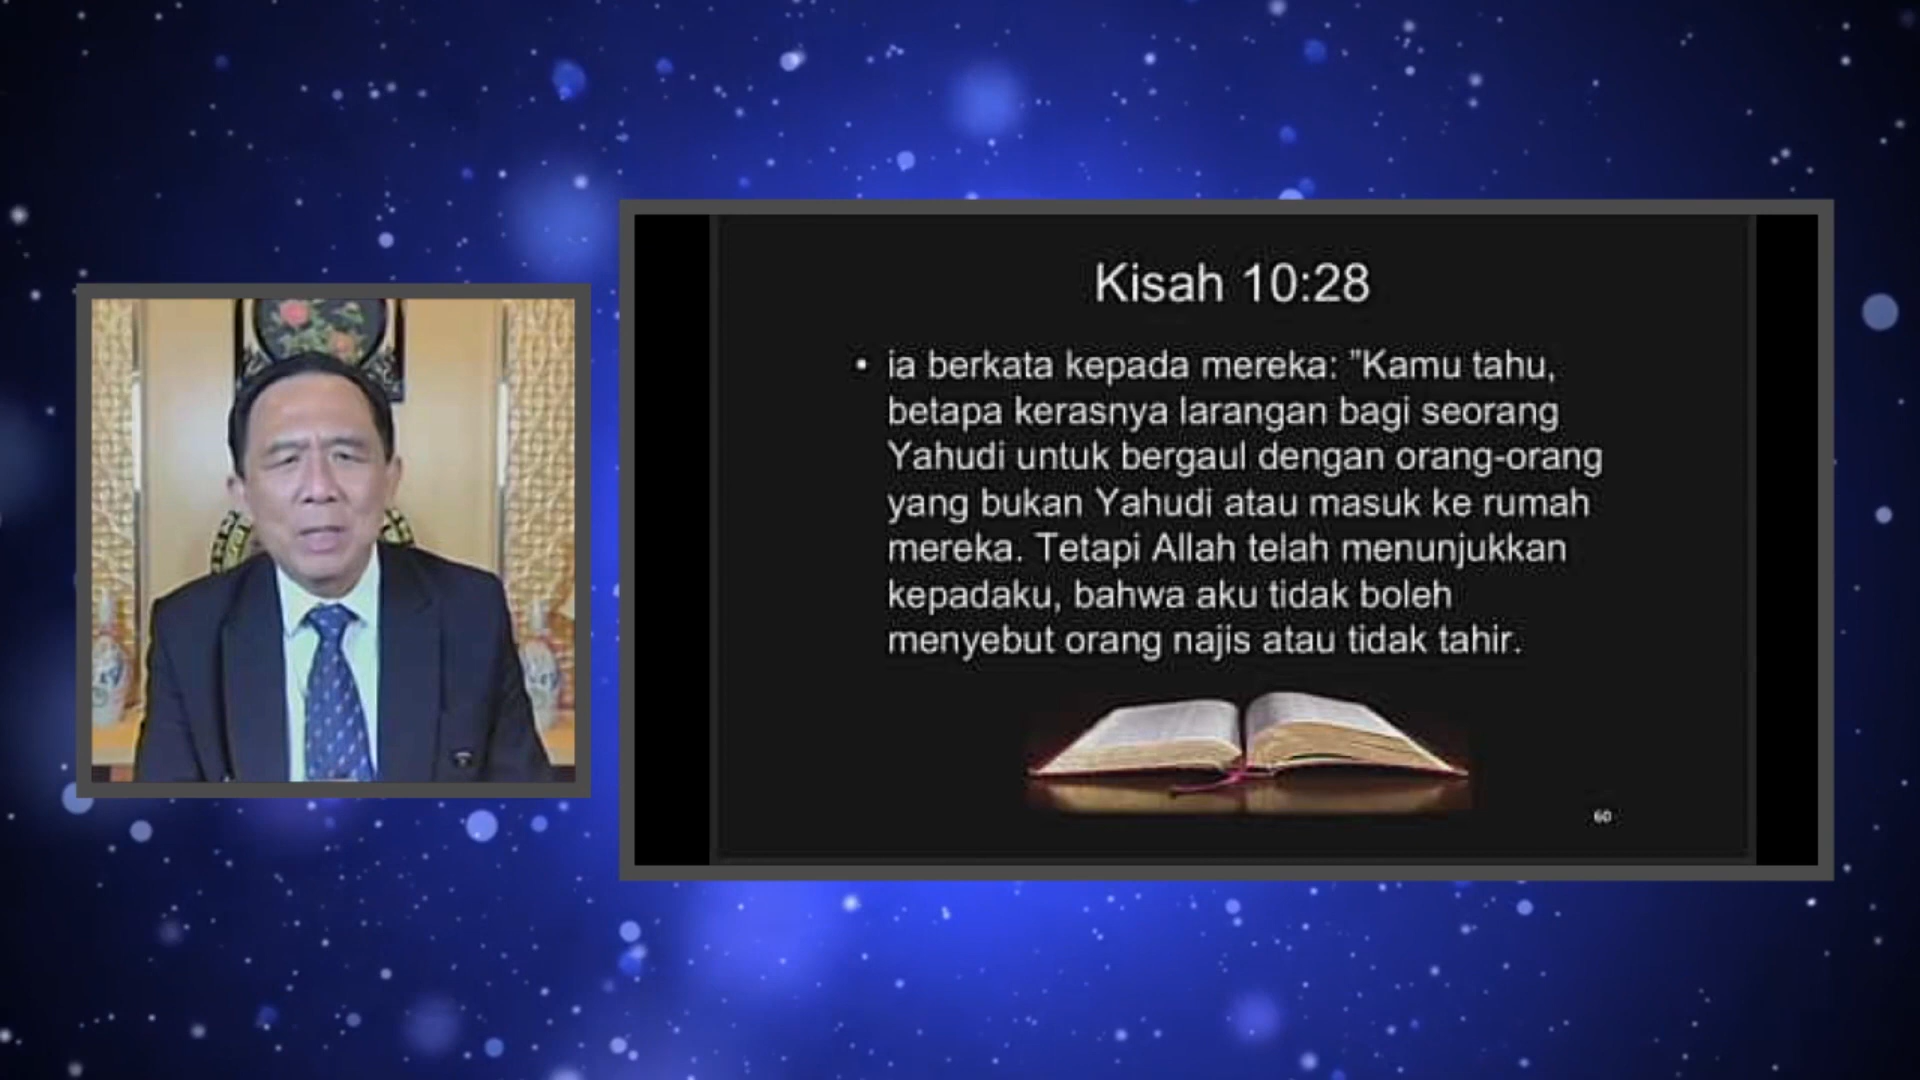 Kisah 10:28
• ia berkata kepada mereka: "Kamu tahu,
betapa kerasnya larangan bagi seorang
Yahudi untuk bergaul dengan orang-orang
yang bukan Yahudi atau masuk ke rumah
mereka. Tetapi Allah telah menunjukkan
kepadaku, bahwa aku tidak boleh
menyebut orang najis atau tidak tahir.
60